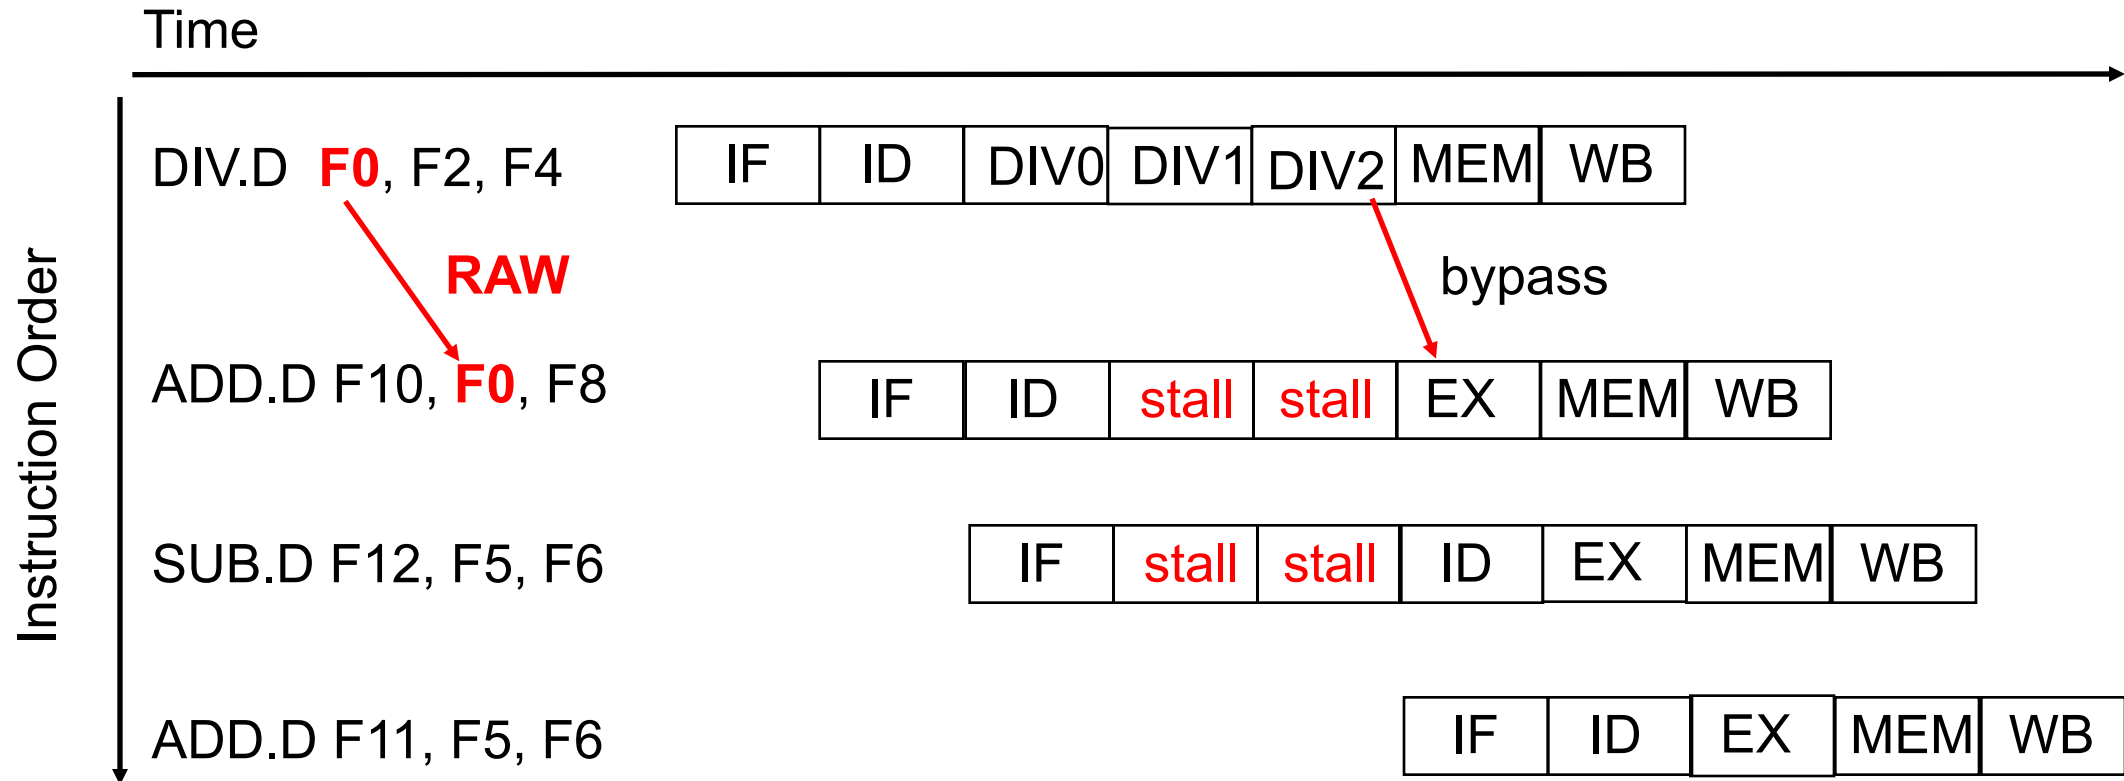 Time
Instruction Order
DIV.D F0, F2, F4 IF ID DIV0 DIV1 DIV2 MEM WB
RAW bypass
ADD.D F10, F0, F8 IF ID stall stall EX MEM WB
SUB.D F12, F5, F6 IF stall stall ID EX MEM WB
ADD.D F11, F5, F6 IF ID EX MEM WB